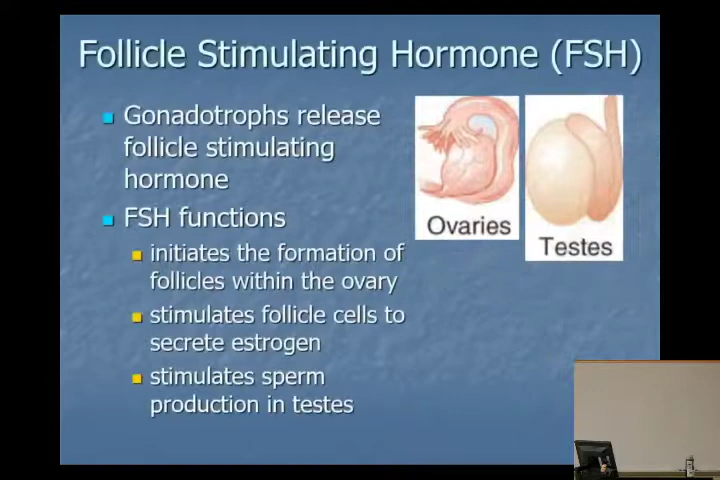 Follicle Stimulating Hormone (FSH)
Gonadotrophs release
follicle stimulating
hormone
FSH functions
initiates the formation of
follicles within the ovary
stimulates follicle cells to
secrete estrogen
stimulates sperm
production in testes
Ovaries
Testes